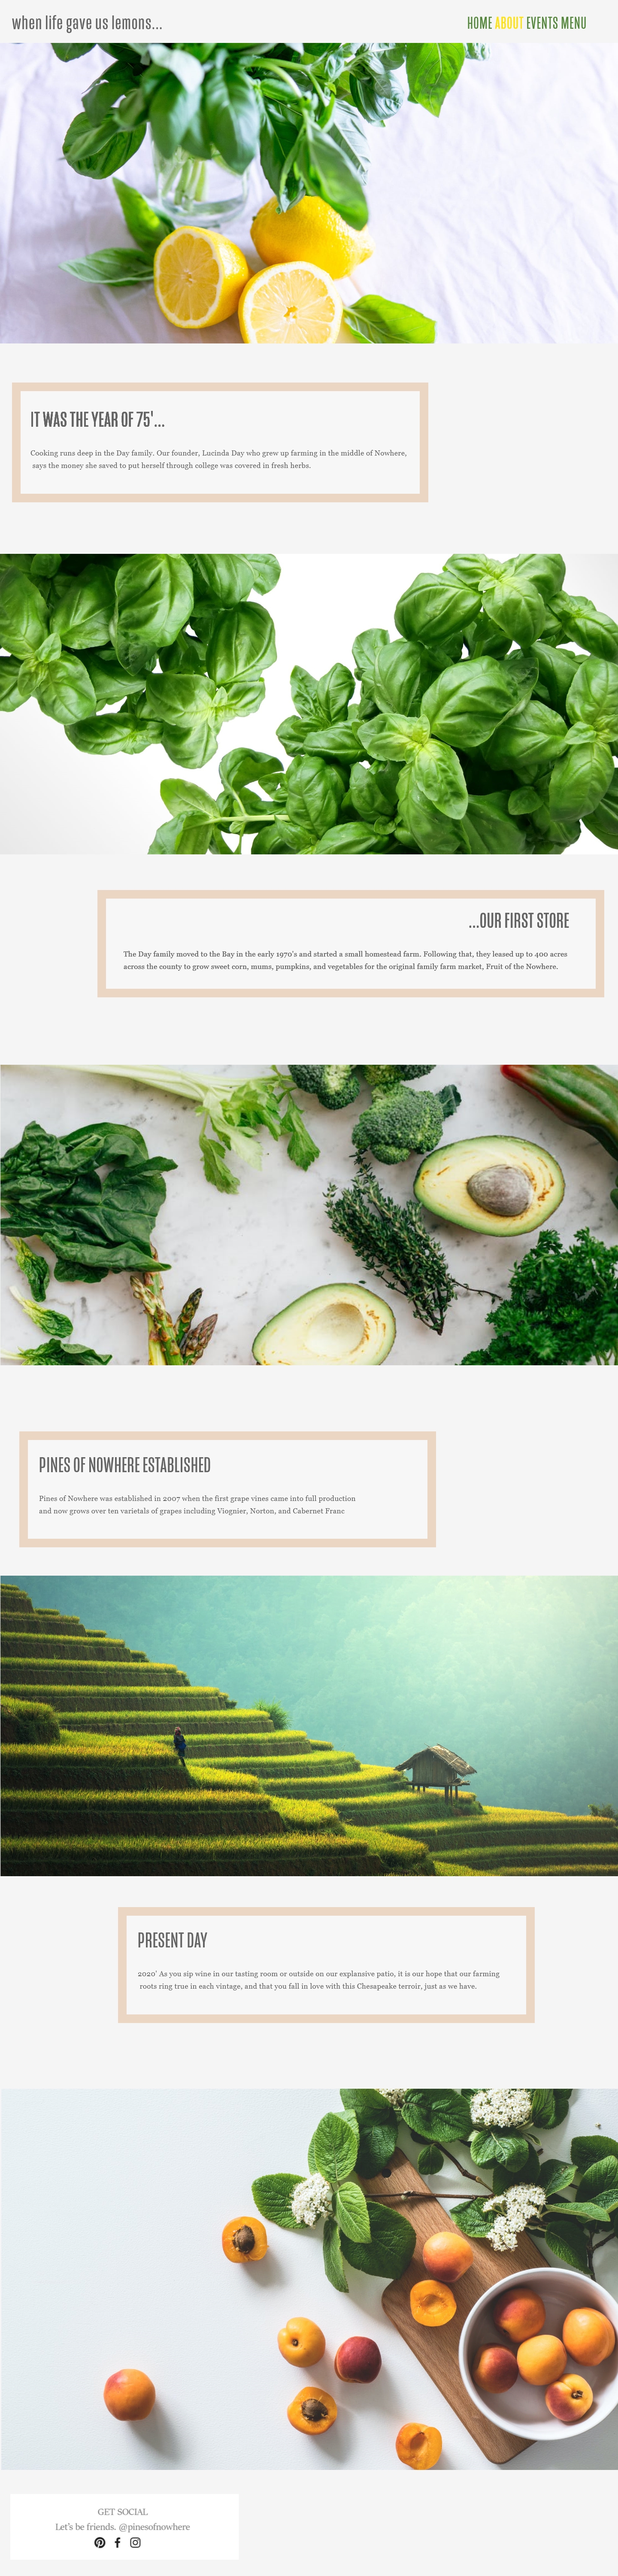 when life gave us lemons...
HOME ABOUT EVENTS MENU
IT WAS THE YEAR OF 75'...
Cooking runs deep in the Day family. Our founder, Lucinda Day who grew up farming in the middle of Nowhere,
says the money she saved to put herself through college was covered in fresh herbs.
...OUR FIRST STORE
The Day family moved to the Bay in the early 1970's and started a small homestead farm. Following that, they leased up to 400 acres
across the county to grow sweet corn, mums, pumpkins, and vegetables for the original family farm market, Fruit of the Nowhere.
PINES OF NOWHERE ESTABLISHED
Pines of Nowhere was established in 2007 when the first grape vines came into full production
and now grows over ten varietals of grapes including Viognier, Norton, and Cabernet Franc
PRESENT DAY
2020' As you sip wine in our tasting room or outside on our explansive patio, it is our hope that our farming
roots ring true in each vintage, and that you fall in love with this Chesapeake terroir, just as we have.
GET SOCIAL
Let's be friends. @pinesofnowhere